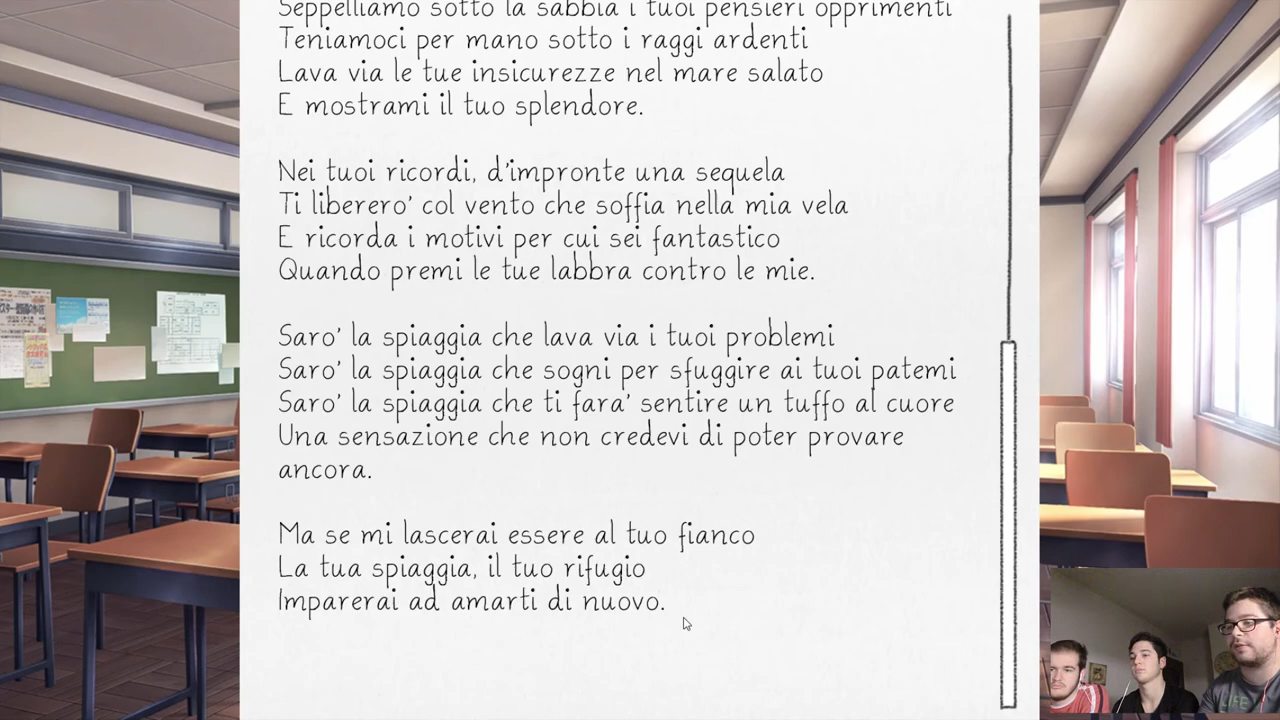 Seppelliamo sotto la sabbia i tuoi pensieri opprimenti
Teniamoci per mano sotto i raggi ardenti
Lava via le tue insicurezze nel mare salato
E mostrami il tuo splendore.
Nei tuoi ricordi, d'impronte una sequela
Ti liberero' col vento che soffia nella mia vela
E ricorda i motivi per cui sei fantastico
Quando premi le tue labbra contro le mie.
Saro' la spiaggia che lava via i tuoi problemi
Saro' la spiaggia che sogni per sfuggire ai tuoi patemi
Saro' la spiaggia che ti fara' sentire un tuffo al cuore
Una sensazione che non credevi di poter provare
ancora.
Ma se mi lascerai essere al tuo fianco
La tua spiaggia, il tuo rifugio
Imparerai ad amarti di nuovo.
LIFE